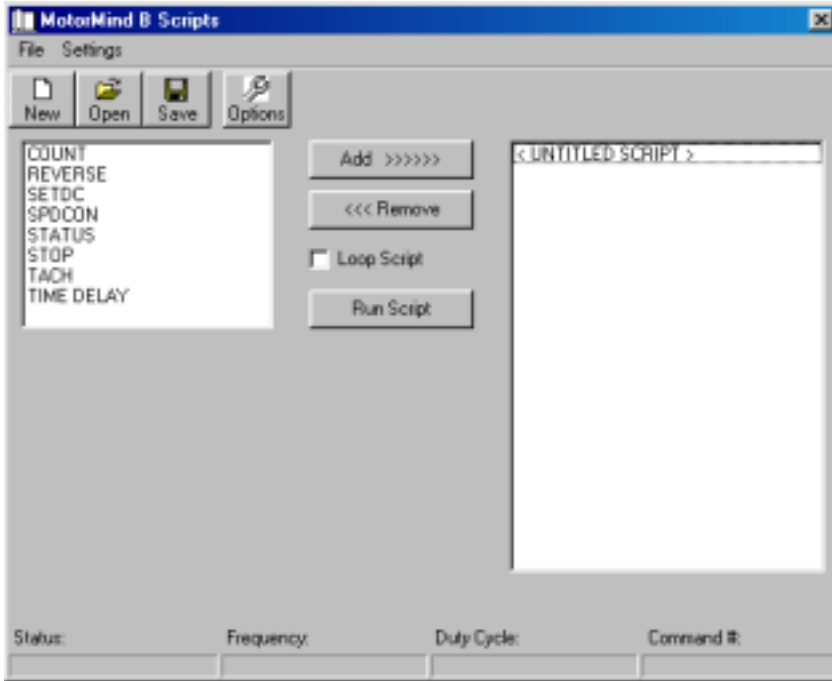 MotorMind B Scripts
File Settings
New Open Save Options
COUNT
REVERSE
SETDC
SPDCON
STATUS
STOP
TACH
TIME DELAY
Add >>>>>>
<<< Remove
Loop Script
Run Script
< UNTITLED SCRIPT >
Status: Frequency: Duty Cycle: Command #: